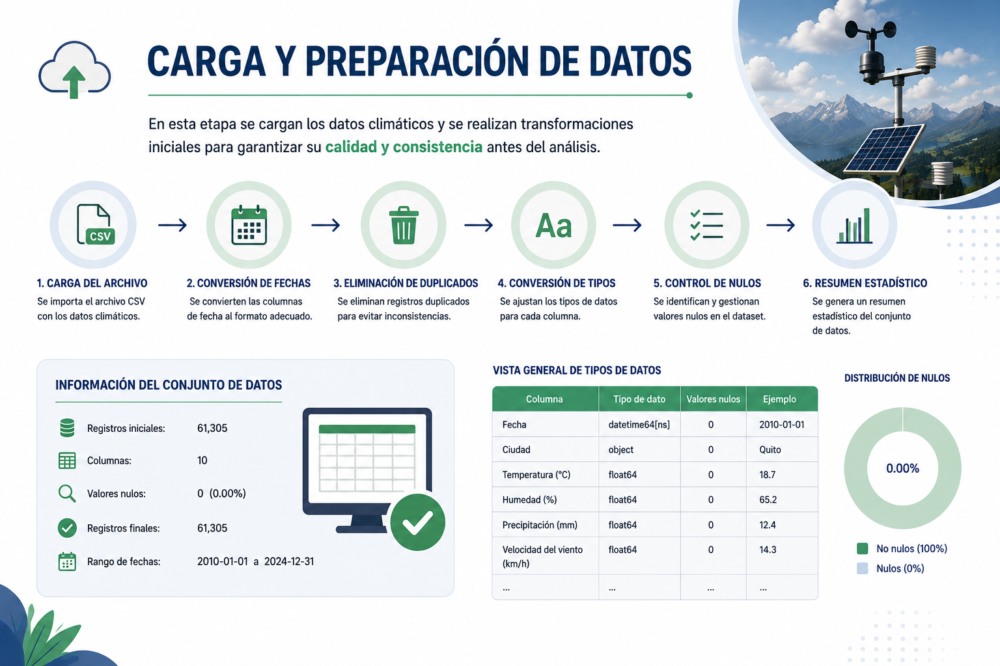 CARGA Y PREPARACIÓN DE DATOS
En esta etapa se cargan los datos climáticos y se realizan transformaciones
iniciales para garantizar su calidad y consistencia antes del análisis.
CSV
Aa
1. CARGA DEL ARCHIVO
Se importa el archivo CSV
con los datos climáticos.
2. CONVERSIÓN DE FECHAS
Se convierten las columnas
de fecha al formato adecuado.
3. ELIMINACIÓN DE DUPLICADOS
Se eliminan registros duplicados
para evitar inconsistencias.
4. CONVERSIÓN DE TIPOS
Se ajustan los tipos de datos
para cada columna.
5. CONTROL DE NULOS
Se identifican y gestionan
valores nulos en el dataset.
6. RESUMEN ESTADÍSTICO
Se genera un resumen
estadístico del conjunto
de datos.
INFORMACIÓN DEL CONJUNTO DE DATOS
Registros iniciales: 61,305
Columnas: 10
Valores nulos: 0 (0.00%)
Registros finales: 61,305
Rango de fechas: 2010-01-01 a 2024-12-31
VISTA GENERAL DE TIPOS DE DATOS
Columna Tipo de dato Valores nulos Ejemplo
Fecha datetime64[ns] 0 2010-01-01
Ciudad object 0 Quito
Temperatura (°C) float64 0 18.7
Humedad (%) float64 0 65.2
Precipitación (mm) float64 0 12.4
Velocidad del viento float64 0 14.3
(km/h)
... ... ... ...
DISTRIBUCIÓN DE NULOS
0.00%
No nulos (100%)
Nulos (0%)